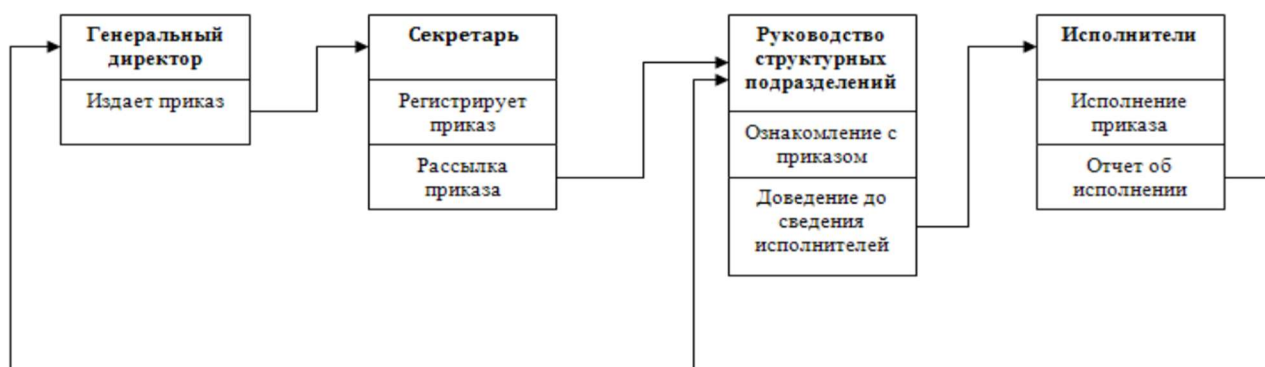 Генеральный
директор
Издает приказ
Секретарь
Регистрирует
приказ
Рассылка
приказа
Руководство
структурных
подразделений
Ознакомление с
приказом
Доведение до
сведения
исполнителей
Исполнители
Исполнение
приказа
Отчет об
исполнении